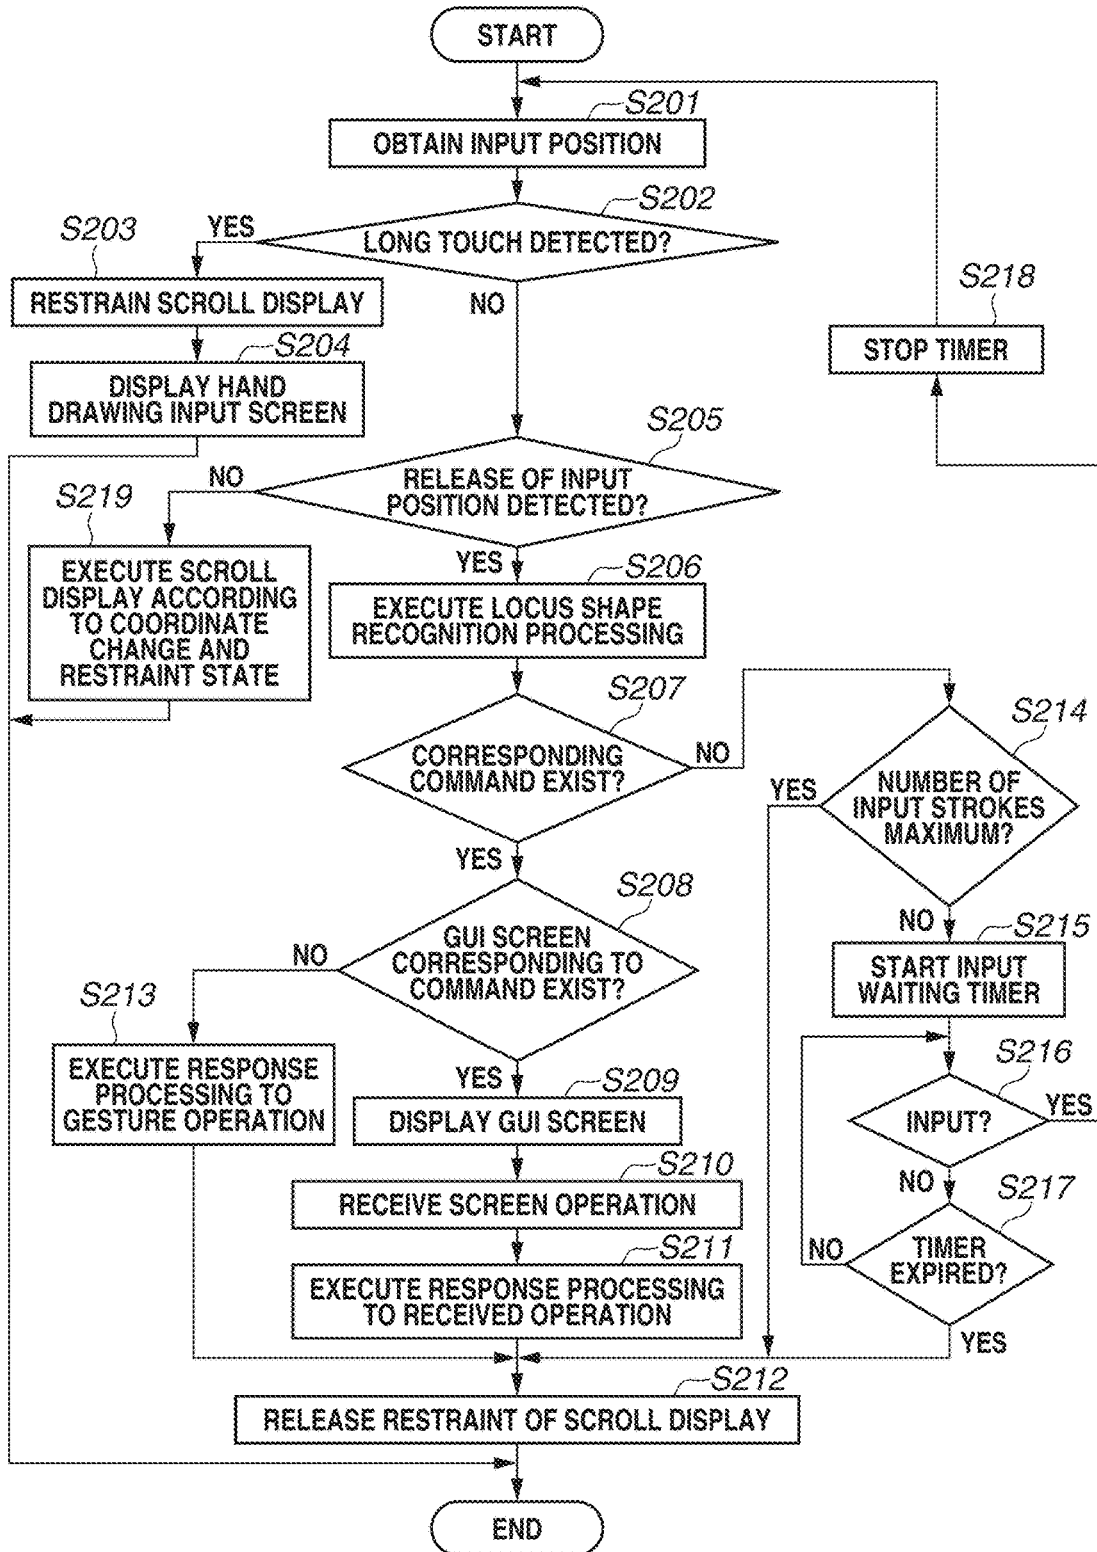 START
S201
OBTAIN INPUT POSITION
S202
YES
LONG TOUCH DETECTED?
S203
NO
RESTRAIN SCROLL DISPLAY
S218
STOP TIMER
S204
DISPLAY HAND
DRAWING INPUT SCREEN
S205
NO
RELEASE OF INPUT
POSITION DETECTED?
S219
YES
S206
EXECUTE SCROLL
DISPLAY ACCORDING
TO COORDINATE
CHANGE AND
RESTRAINT STATE
EXECUTE LOCUS SHAPE
RECOGNITION PROCESSING
S207
CORRESPONDING
COMMAND EXIST?
NO
S214
YES
NUMBER OF
INPUT STROKES
MAXIMUM?
YES
S208
NO
GUI SCREEN
CORRESPONDING TO
COMMAND EXIST?
NO
S215
START INPUT
WAITING TIMER
S213
EXECUTE RESPONSE
PROCESSING TO
GESTURE OPERATION
YES
S209
DISPLAY GUI SCREEN
S216
INPUT?
YES
S210
RECEIVE SCREEN OPERATION
NO
S217
S211
EXECUTE RESPONSE PROCESSING
TO RECEIVED OPERATION
NO
TIMER
EXPIRED?
YES
S212
RELEASE RESTRAINT OF SCROLL DISPLAY
END